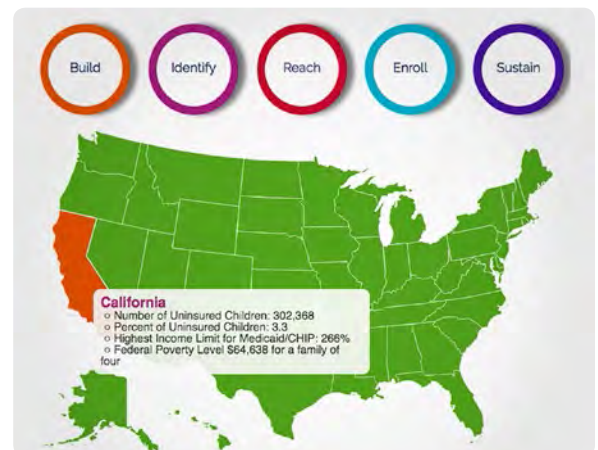 Build
Identify
Reach
Enroll
Sustain
California
○ Number of Uninsured Children: 302,368
○ Percent of Uninsured Children: 3.3
○ Highest Income Limit for Medicaid/CHIP: 266%
○ Federal Poverty Level $64,638 for a family of
four